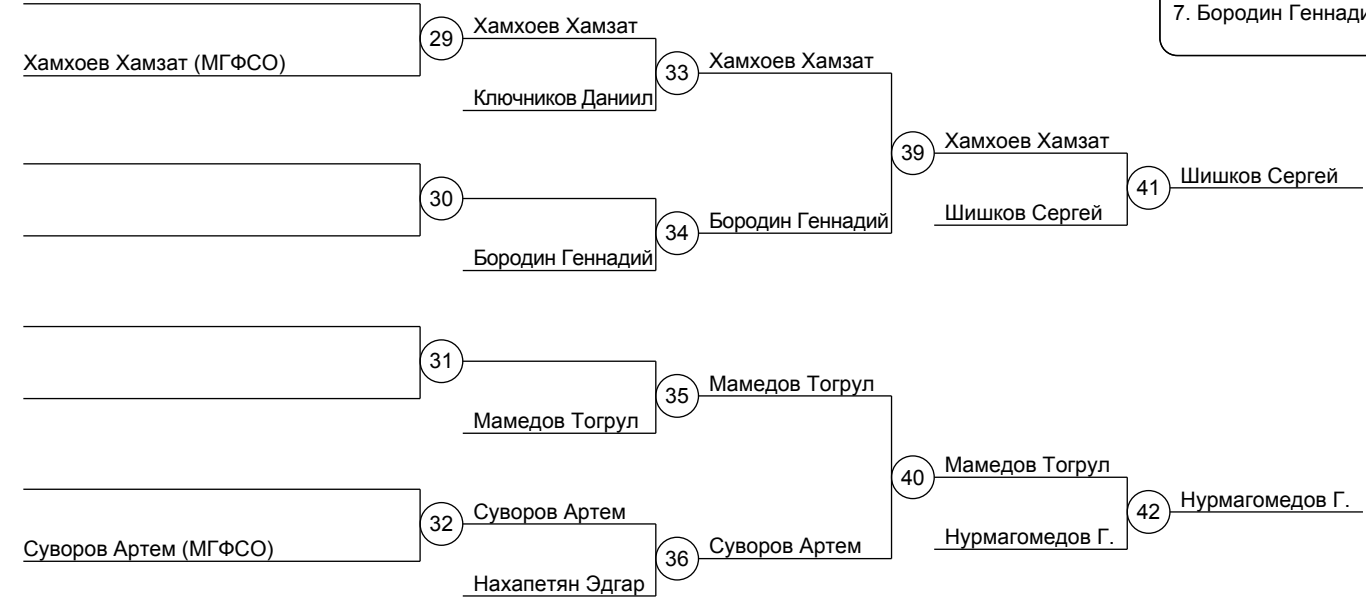 7. Бородин Геннади
29
Хамхоев Хамзат
Хамхоев Хамзат (МГФСО)
33
Хамхоев Хамзат
Ключников Даниил
39
Хамхоев Хамзат
41
Шишков Сергей
30
Шишков Сергей
34
Бородин Геннадий
Бородин Геннадий
31
35
Мамедов Тогрул
Мамедов Тогрул
40
Мамедов Тогрул
42
Нурмагомедов Г.
32
Суворов Артем
Нурмагомедов Г.
Суворов Артем (МГФСО)
36
Суворов Артем
Нахапетян Эдгар